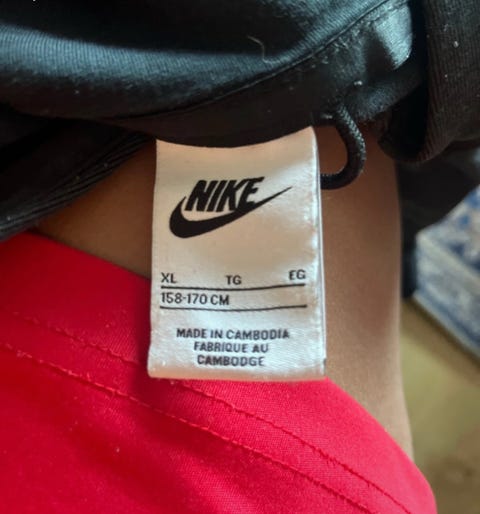 NIKE
XL TG EG
158-170 CM
MADE IN CAMBODIA
FABRIQUE AU
CAMBODGE